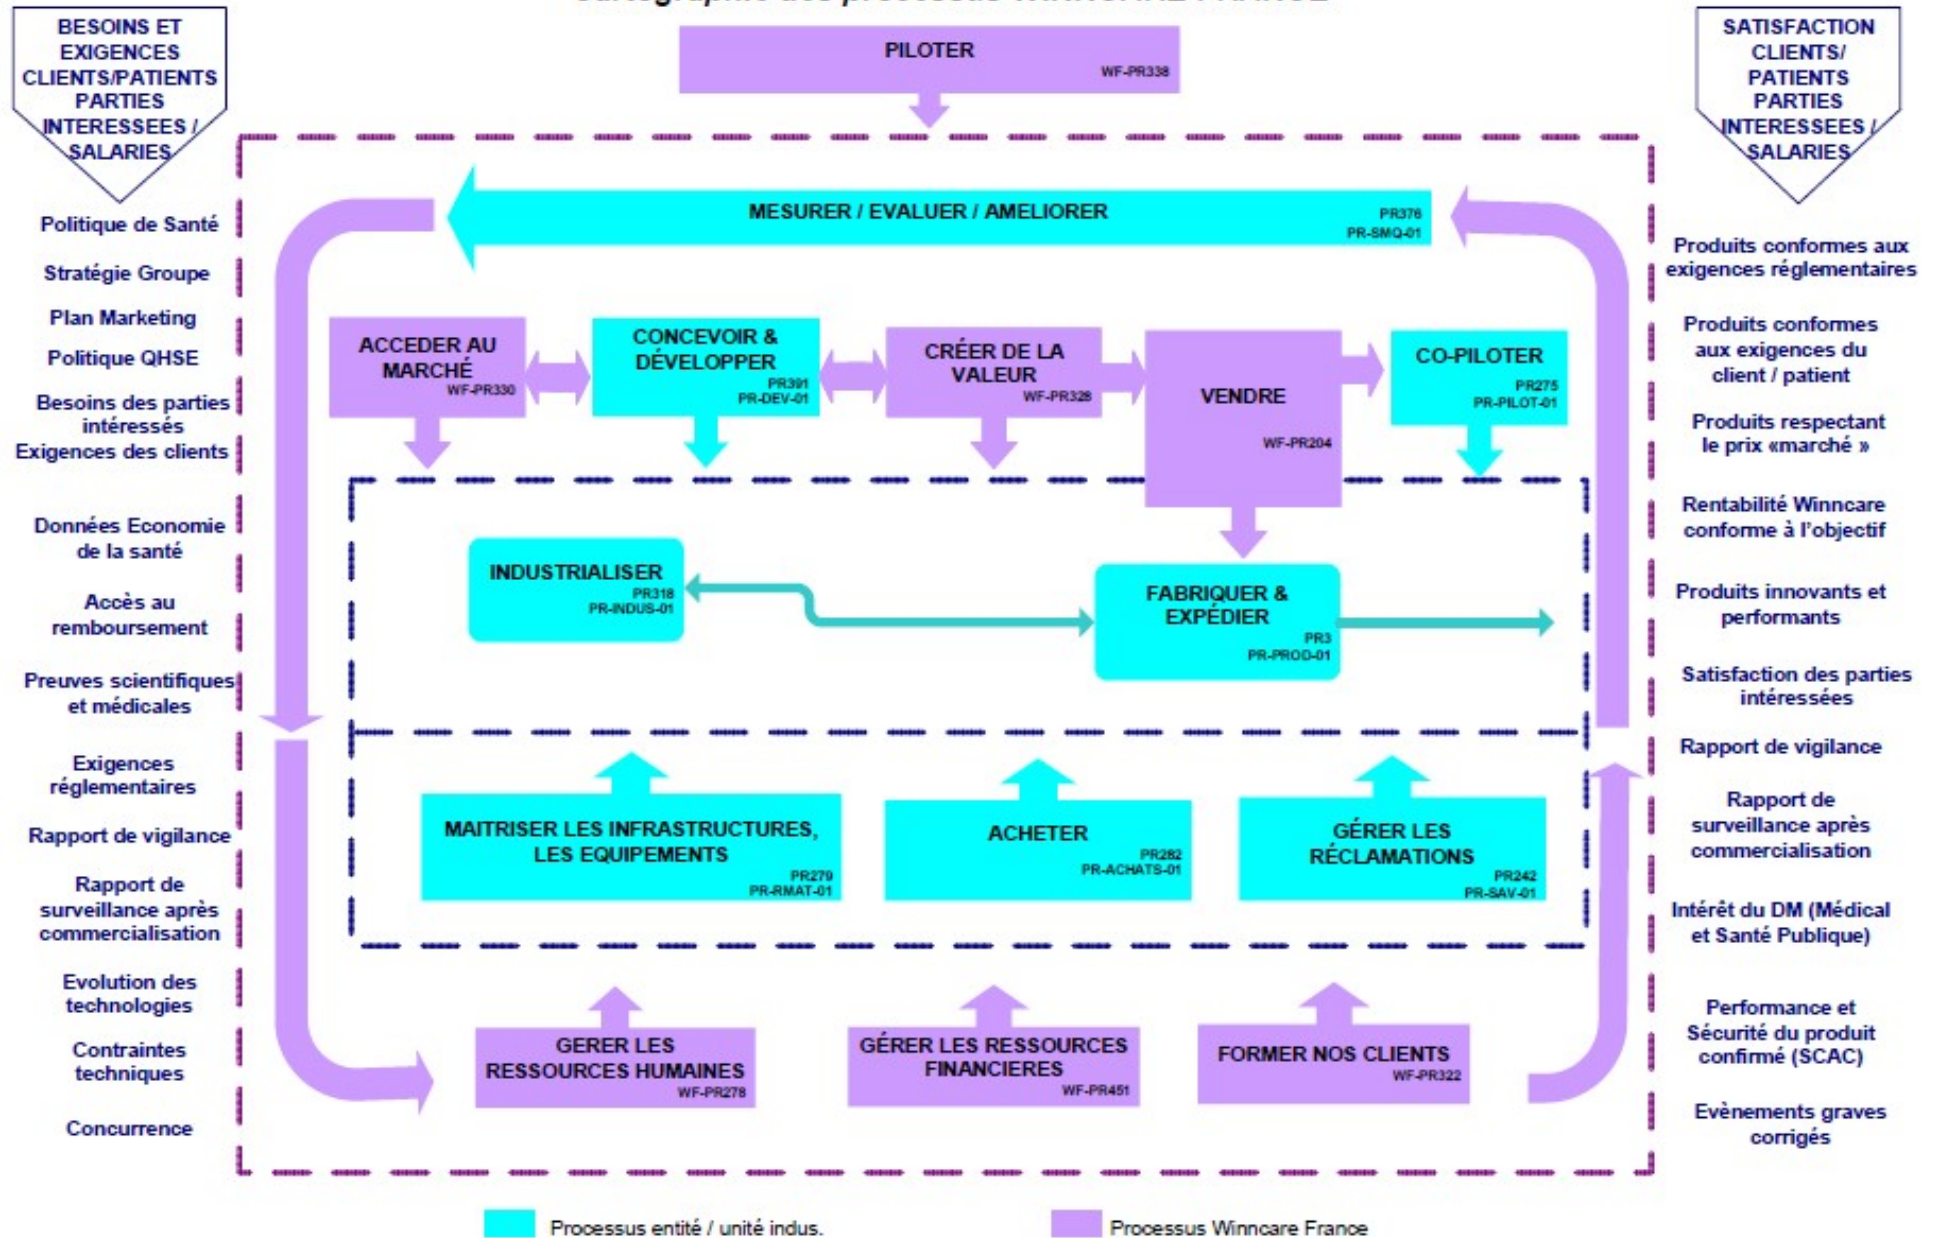 Cartographie des processus WINNCARE FRANCE
BESOINS ET
EXIGENCES
CLIENTS/PATIENTS
PARTIES
INTERESSEES /
SALARIES
Politique de Santé
Stratégie Groupe
Plan Marketing
Politique QHSE
Besoins des parties
intéressés
Exigences des clients
Données Economie
de la santé
Accès au
remboursement
Preuves scientifiques
et médicales
Exigences
réglementaires
Rapport de vigilance
Rapport de
surveillance après
commercialisation
Evolution des
technologies
Contraintes
techniques
Concurrence
PILOTER
WF-PR338
MESURER / EVALUER / AMELIORER
PR376
PR-SMQ-01
ACCEDER AU
MARCHÉ
WF-PR330
CONCEVOIR &
DÉVELOPPER
PR391
PR-DEV-01
CRÉER DE LA
VALEUR
WF-PR328
VENDRE
WF-PR204
CO-PILOTER
PR275
PR-PILOT-01
INDUSTRIALISER
PR318
PR-INDUS-01
FABRIQUER &
EXPÉDIER
PR3
PR-PROD-01
MAITRISER LES INFRASTRUCTURES,
LES EQUIPEMENTS
PR279
PR-RMAT-01
ACHETER
PR282
PR-ACHATS-01
GÉRER LES
RÉCLAMATIONS
PR242
PR-SAV-01
GERER LES
RESSOURCES HUMAINES
WF-PR278
GÉRER LES RESSOURCES
FINANCIERES
WF-PR451
FORMER NOS CLIENTS
WF-PR322
SATISFACTION
CLIENTS/
PATIENTS
PARTIES
INTERESSEES /
SALARIES
Produits conformes aux
exigences réglementaires
Produits conformes
aux exigences du
client / patient
Produits respectant
le prix «marché »
Rentabilité Winncare
conforme à l'objectif
Produits innovants et
performants
Satisfaction des parties
intéressées
Rapport de vigilance
Rapport de
surveillance après
commercialisation
Intérêt du DM (Médical
et Santé Publique)
Performance et
Sécurité du produit
confirmé (SCAC)
Evènements graves
corrigés
Processus entité / unité indus.
Processus Winncare France